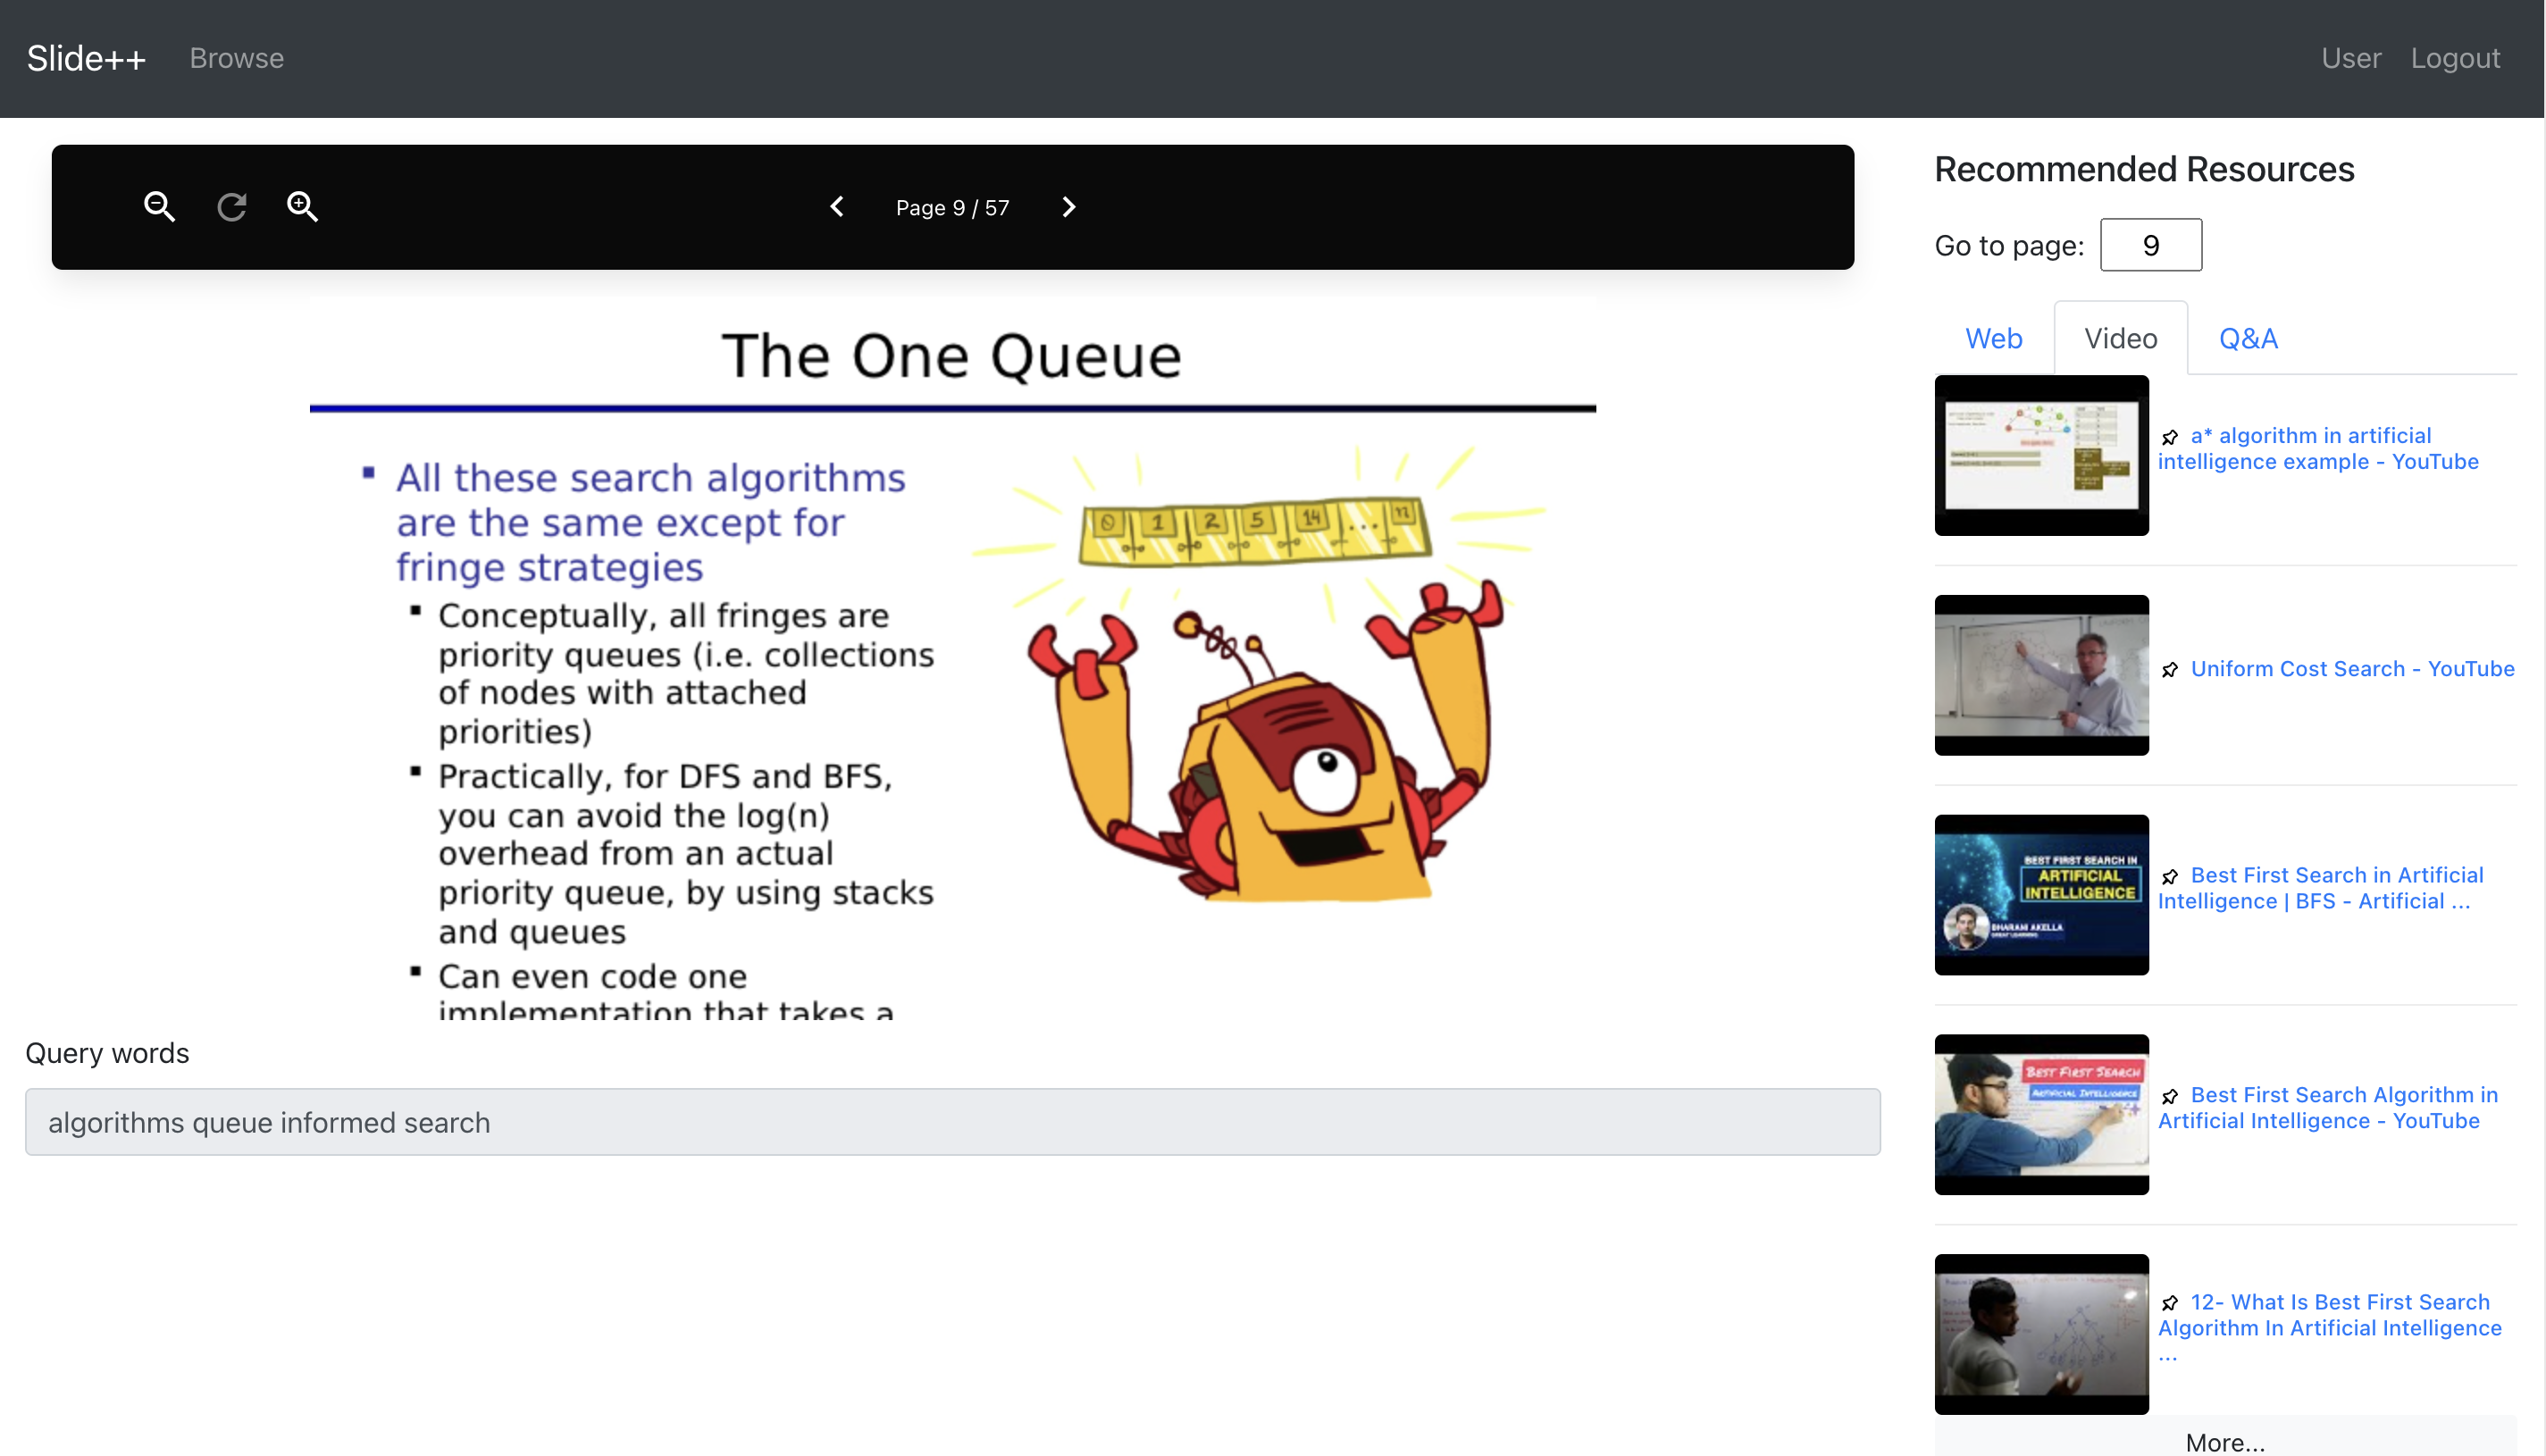 Slide++ Browse User Logout
Page 9 / 57
The One Queue
▪ All these search algorithms
are the same except for
fringe strategies
▪ Conceptually, all fringes are
priority queues (i.e. collections
of nodes with attached
priorities)
▪ Practically, for DFS and BFS,
you can avoid the log(n)
overhead from an actual
priority queue, by using stacks
and queues
▪ Can even code one
implementation that takes a
0 1 2 5 14 ... n
Query words
algorithms queue informed search
Recommended Resources
Go to page: 9
Web Video Q&A
a* algorithm in artificial
intelligence example - YouTube
Uniform Cost Search - YouTube
BEST FIRST SEARCH IN
ARTIFICIAL
INTELLIGENCE
BHARANI AKELLA
GREAT LEARNING
Best First Search in Artificial
Intelligence | BFS - Artificial ...
BEST FIRST SEARCH
ARTIFICIAL INTELLIGENCE
Best First Search Algorithm in
Artificial Intelligence - YouTube
12- What Is Best First Search
Algorithm In Artificial Intelligence
...
More...